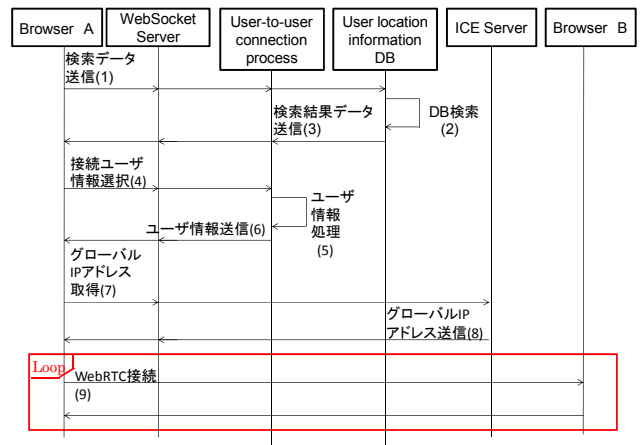 Browser A
WebSocket
Server
User-to-user
connection
process
User location
information
DB
ICE Server
Browser B
検索データ
送信(1)
DB検索
(2)
検索結果データ
送信(3)
接続ユーザ
情報選択(4)
ユーザ
情報
処理
(5)
ユーザ情報送信(6)
グローバル
IPアドレス
取得(7)
グローバルIP
アドレス送信(8)
Loop
WebRTC接続
(9)